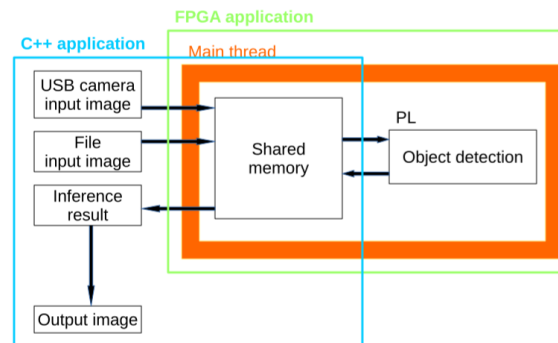 FPGA application
C++ application
Main thread
USB camera
input image
File
input image
Inference
result
Output image
Shared
memory
PL
Object detection